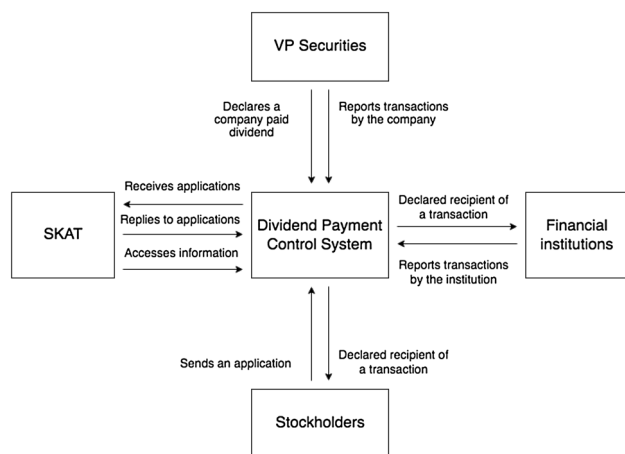 VP Securities
Declares a
company paid
dividend
Reports transactions
by the company
Receives applications
Replies to applications
Accesses information
SKAT
Dividend Payment
Control System
Declared recipient of
a transaction
Reports transactions
by the institution
Financial
institutions
Sends an application
Declared recipient of
a transaction
Stockholders